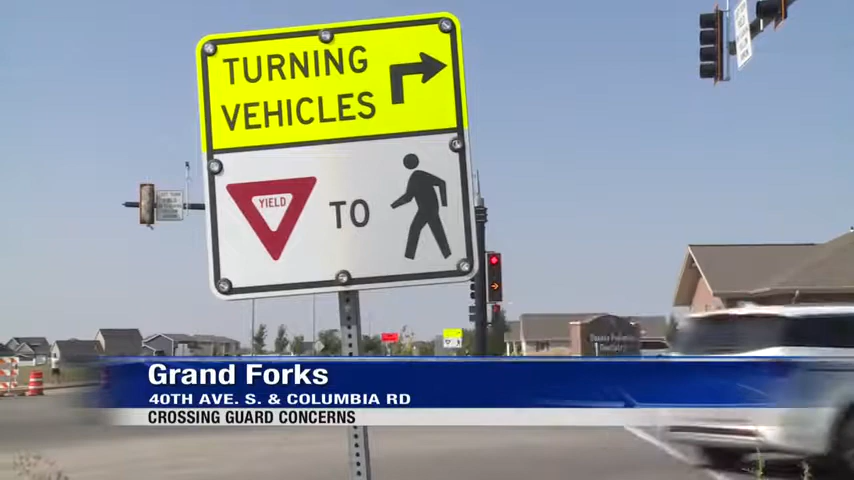 TURNING
VEHICLES
YIELD
TO
Grand Forks
40TH AVE. S. & COLUMBIA RD
CROSSING GUARD CONCERNS